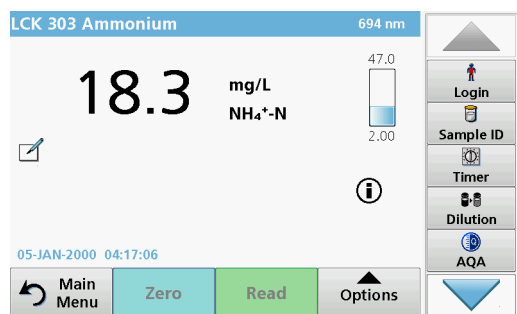 LCK 303 Ammonium 694 nm
47.0
18.3 mg/L
NH₄⁺-N
2.00
05-JAN-2000 04:17:06
Main Menu
Zero
Read
Options
Login
Sample ID
Timer
Dilution
AQA